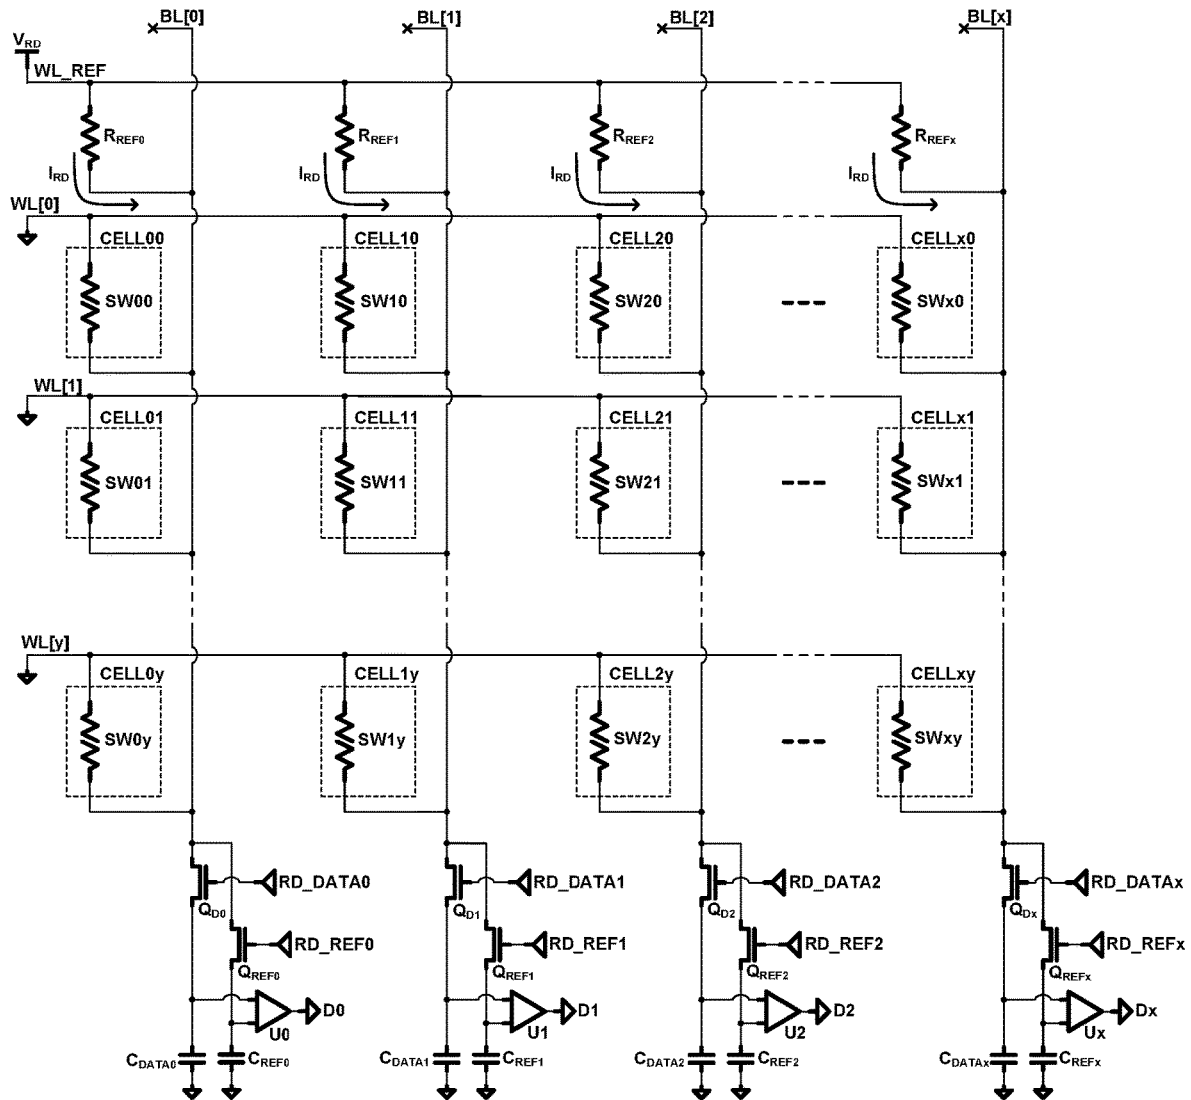 BL[0] BL[1] BL[2] BL[x]
VRD
WL_REF
RREF0 RREF1 RREF2 RREFx
IRD IRD IRD IRD
WL[0]
CELL00 CELL10 CELL20 CELLx0
SW00 SW10 SW20 SWx0
WL[1]
CELL01 CELL11 CELL21 CELLx1
SW01 SW11 SW21 SWx1
WL[y]
CELL0y CELL1y CELL2y CELLxy
SW0y SW1y SW2y SWxy
RD_DATA0 RD_DATA1 RD_DATA2 RD_DATAx
QD0 QD1 QD2 QDx
RD_REF0 RD_REF1 RD_REF2 RD_REFx
QREF0 QREF1 QREF2 QREFx
D0 D1 D2 Dx
U0 U1 U2 Ux
CDATA0 CREF0 CDATA1 CREF1 CDATA2 CREF2 CDATAx CREFx